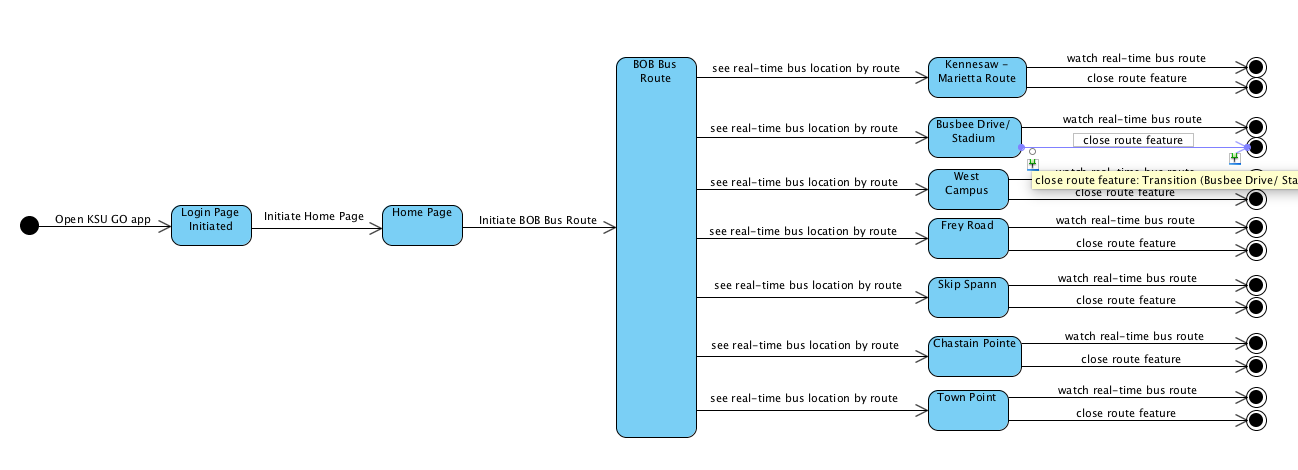 Open KSU GO app
Login Page
Initiated
Initiate Home Page
Home Page
Initiate BOB Bus Route
BOB Bus
Route
see real-time bus location by route
Kennesaw -
Marietta Route
watch real-time bus route
close route feature
see real-time bus location by route
Busbee Drive/
Stadium
watch real-time bus route
close route feature
see real-time bus location by route
West
Campus
watch real-time bus route
close route feature: Transition (Busbee Drive/ Sta
close route feature
see real-time bus location by route
Frey Road
watch real-time bus route
close route feature
see real-time bus location by route
Skip Spann
watch real-time bus route
close route feature
see real-time bus location by route
Chastain Pointe
watch real-time bus route
close route feature
see real-time bus location by route
Town Point
watch real-time bus route
close route feature